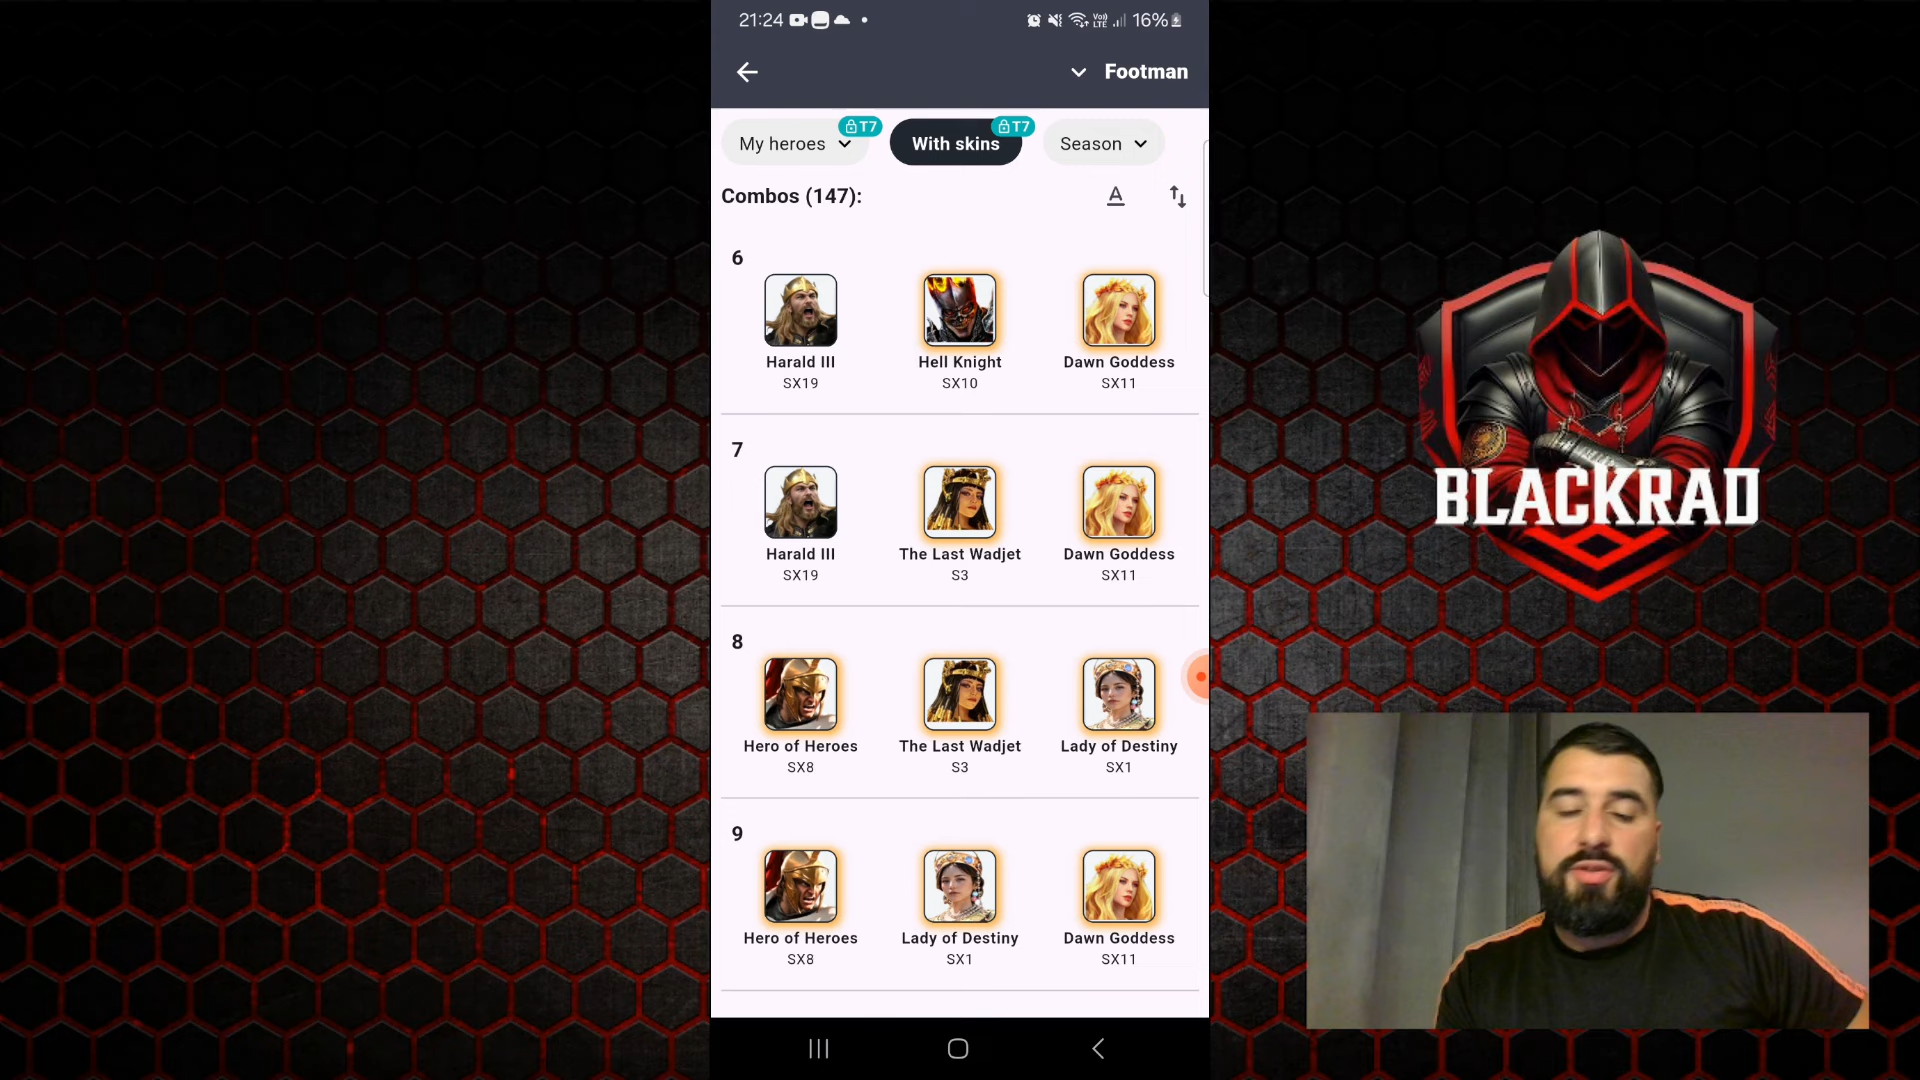 21:24 16%
Footman
My heroes T7 With skins T7 Season
Combos (147):
6
Harald III Hell Knight Dawn Goddess
SX19 SX10 SX11
7
Harald III The Last Wadjet Dawn Goddess
SX19 S3 SX11
8
Hero of Heroes The Last Wadjet Lady of Destiny
SX8 S3 SX1
9
Hero of Heroes Lady of Destiny Dawn Goddess
SX8 SX1 SX11
BLACKRAD